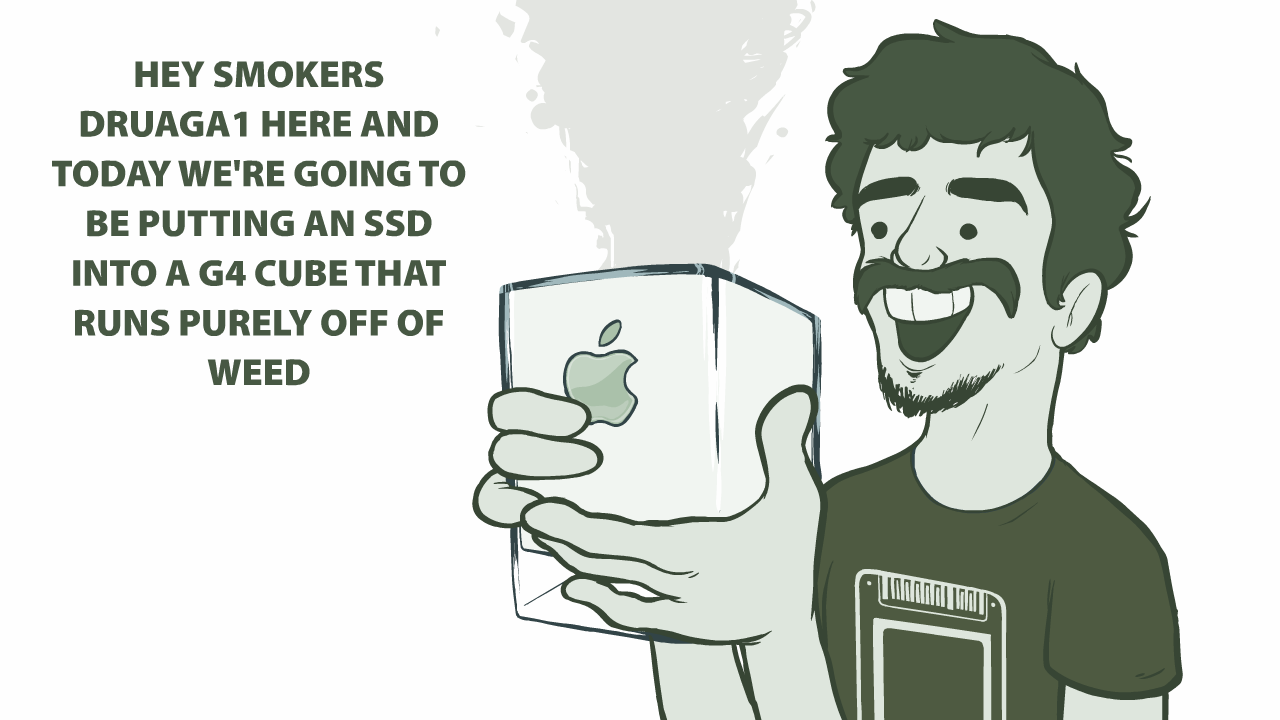 HEY SMOKERS
DRUAGA1 HERE AND
TODAY WE'RE GOING TO
BE PUTTING AN SSD
INTO A G4 CUBE THAT
RUNS PURELY OFF OF
WEED